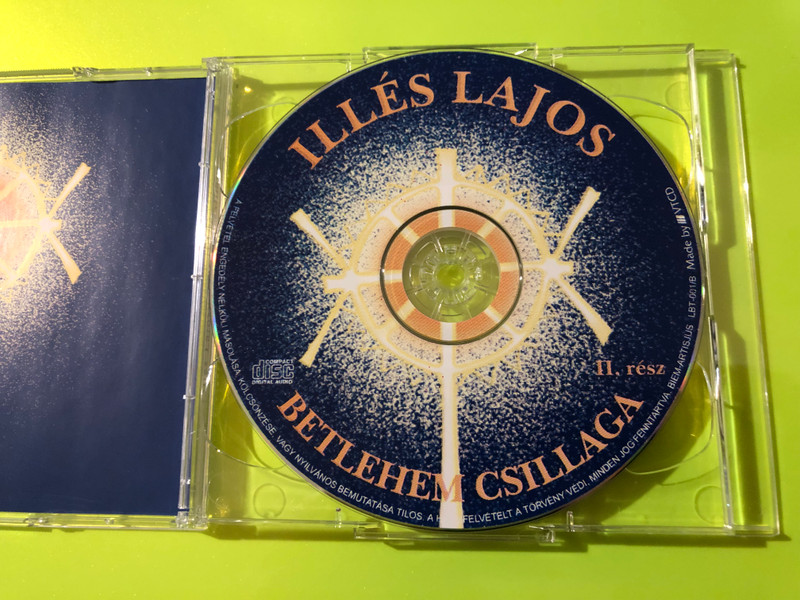 ILLÉS LAJOS
COMPACT
disc
DIGITAL AUDIO
II. rész
BETLEHEM CSILLAGA
A FELVÉTEL ENGEDÉLY NÉLKÜLI MÁSOLÁSA, KÖLCSÖNZÉSE, VAGY NYILVÁNOS BEMUTATÁSA TILOS. A FELVÉTELT A TÖRVÉNY VÉDI. MINDEN JOG FENNTARTVA. BIEM-ARTISJUS LBT-001/B Made by VTCD